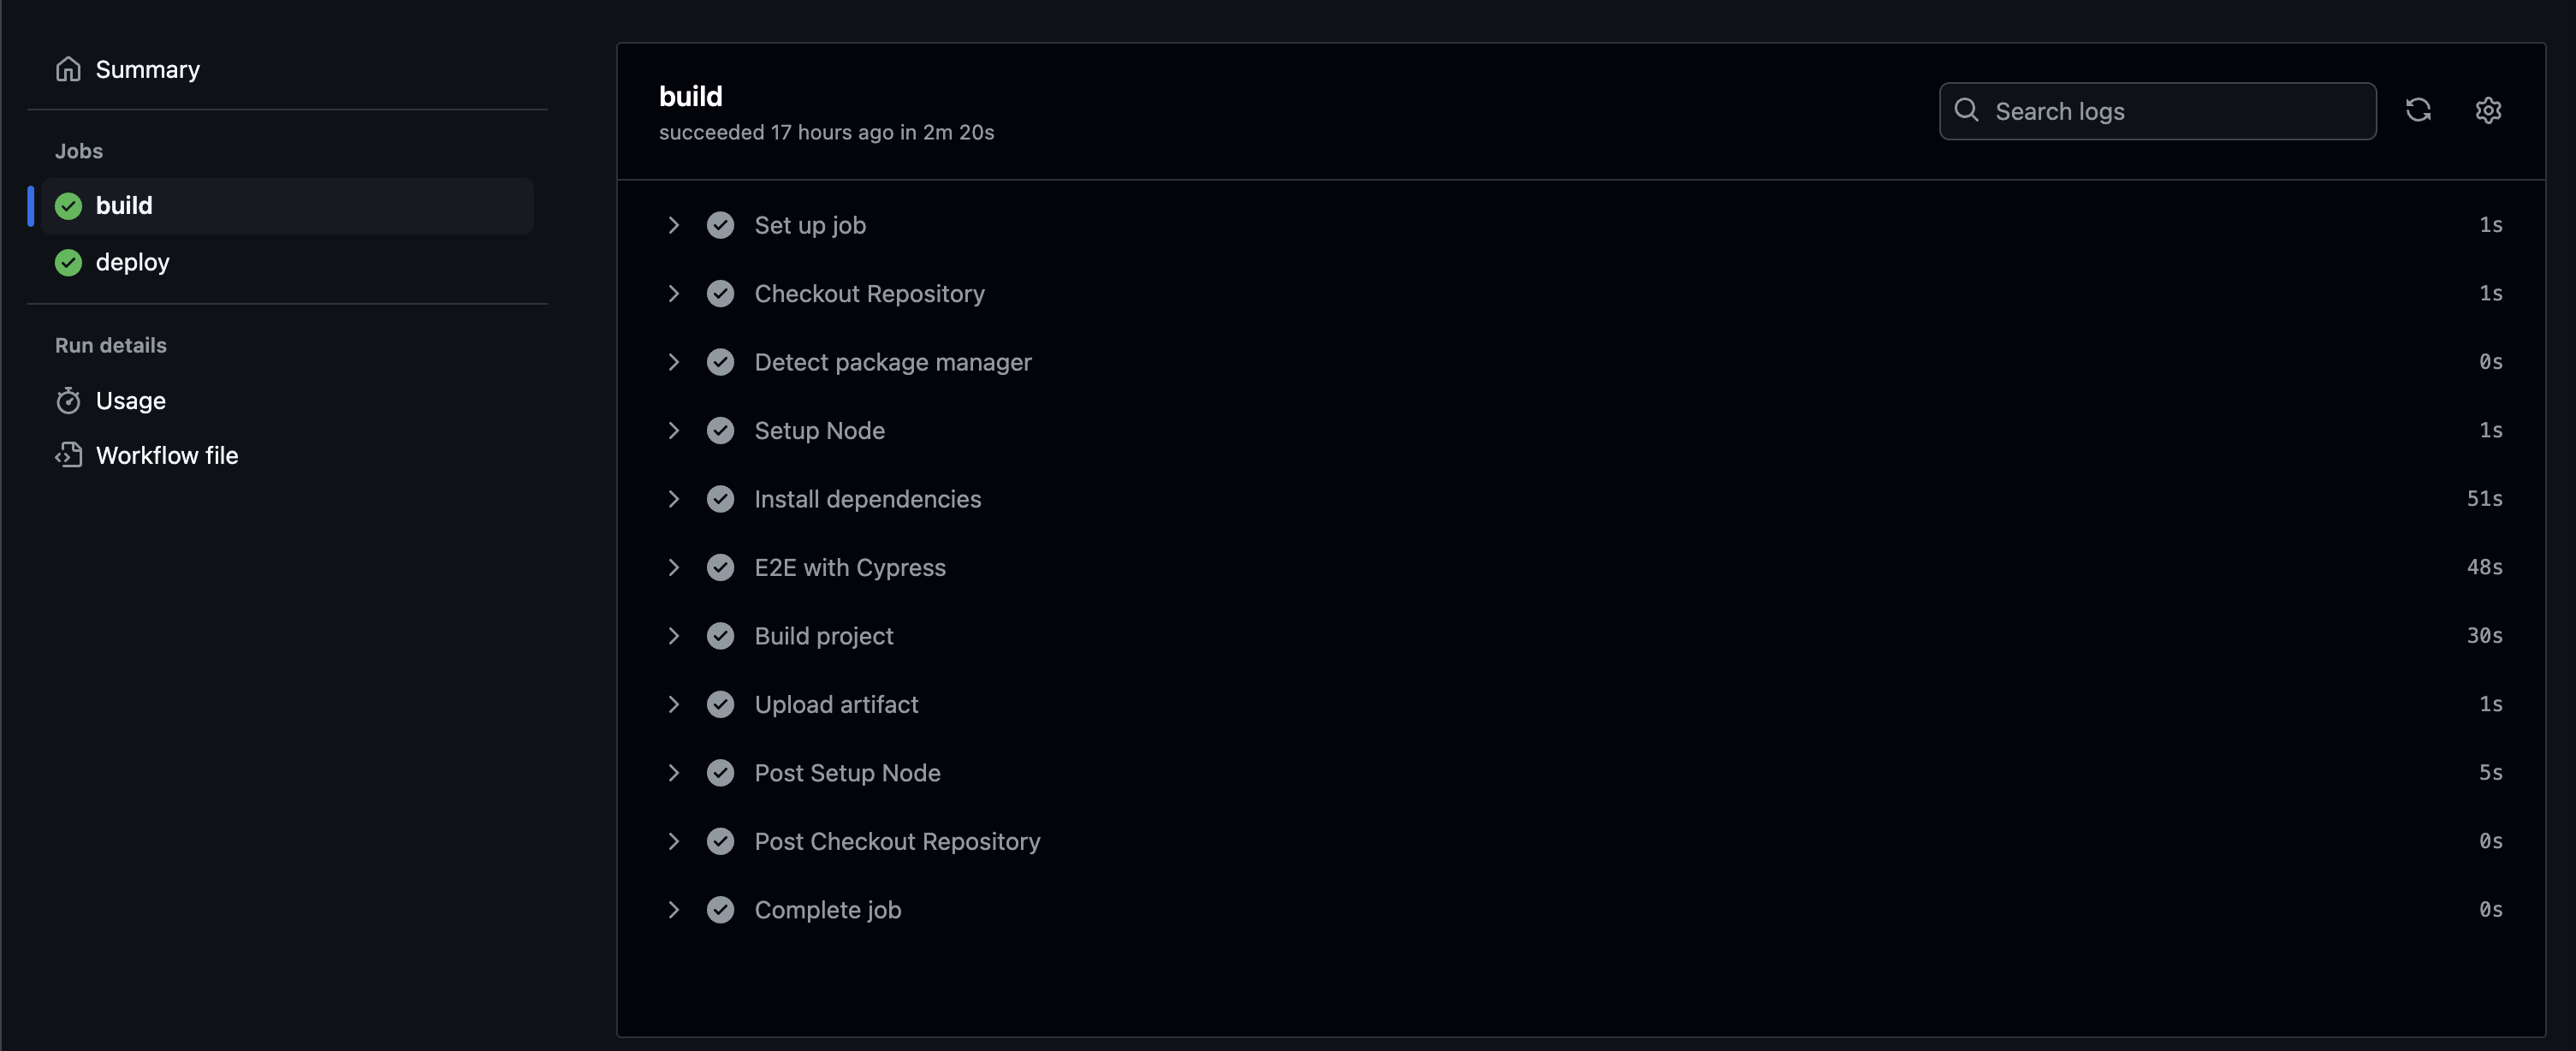 Summary
Jobs
build
deploy
Run details
Usage
Workflow file
build
succeeded 17 hours ago in 2m 20s
Search logs
Set up job 1s
Checkout Repository 1s
Detect package manager 0s
Setup Node 1s
Install dependencies 51s
E2E with Cypress 48s
Build project 30s
Upload artifact 1s
Post Setup Node 5s
Post Checkout Repository 0s
Complete job 0s